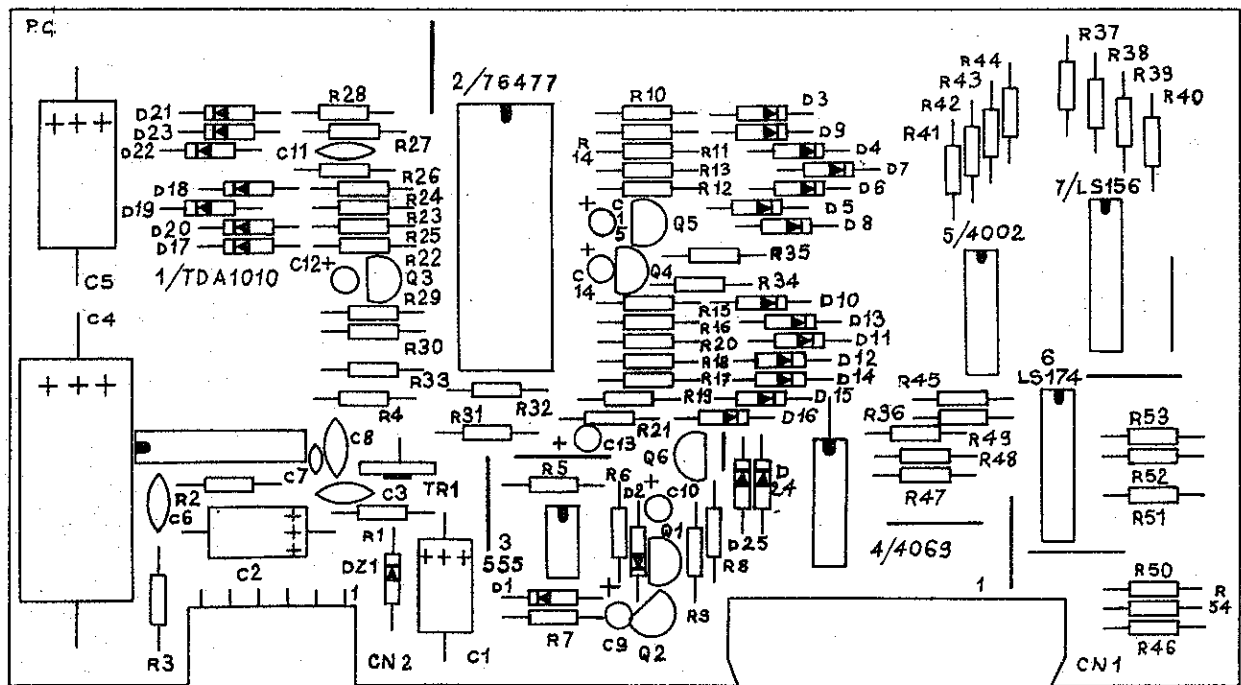 P.C.
R37
R38
R39
R40
R44
R43
R42
R41
2/76477
R28
R10
D3
D21
D23
D22
C11
R27
R14
R11
R13
R12
D9
D4
D7
D6
D5
D8
R26
R24
R23
R25
R22
D18
D19
D20
D17
1/TDA1010
C12
+
Q3
+
C15
Q5
+
C14
Q4
R35
R34
7/LS156
5/4002
+++
C5
C4
R29
R30
R33
R4
R15
R16
R20
R18
R17
R19
D10
D13
D11
D12
D14
D15
D16
6
LS174
R45
R36
R49
R48
R47
R53
R52
R51
R32
R31
R21
+
C13
Q6
+++
C8
C7
C3
TR1
R2
C6
R1
R5
R6
D2
+
C10
Q1
D24
D25
R8
R9
4/4069
+++
C2
DZ1
+++
3
555
D1
R7
+
C9
Q2
R50
R54
R46
R3
1
CN2
C1
1
CN1